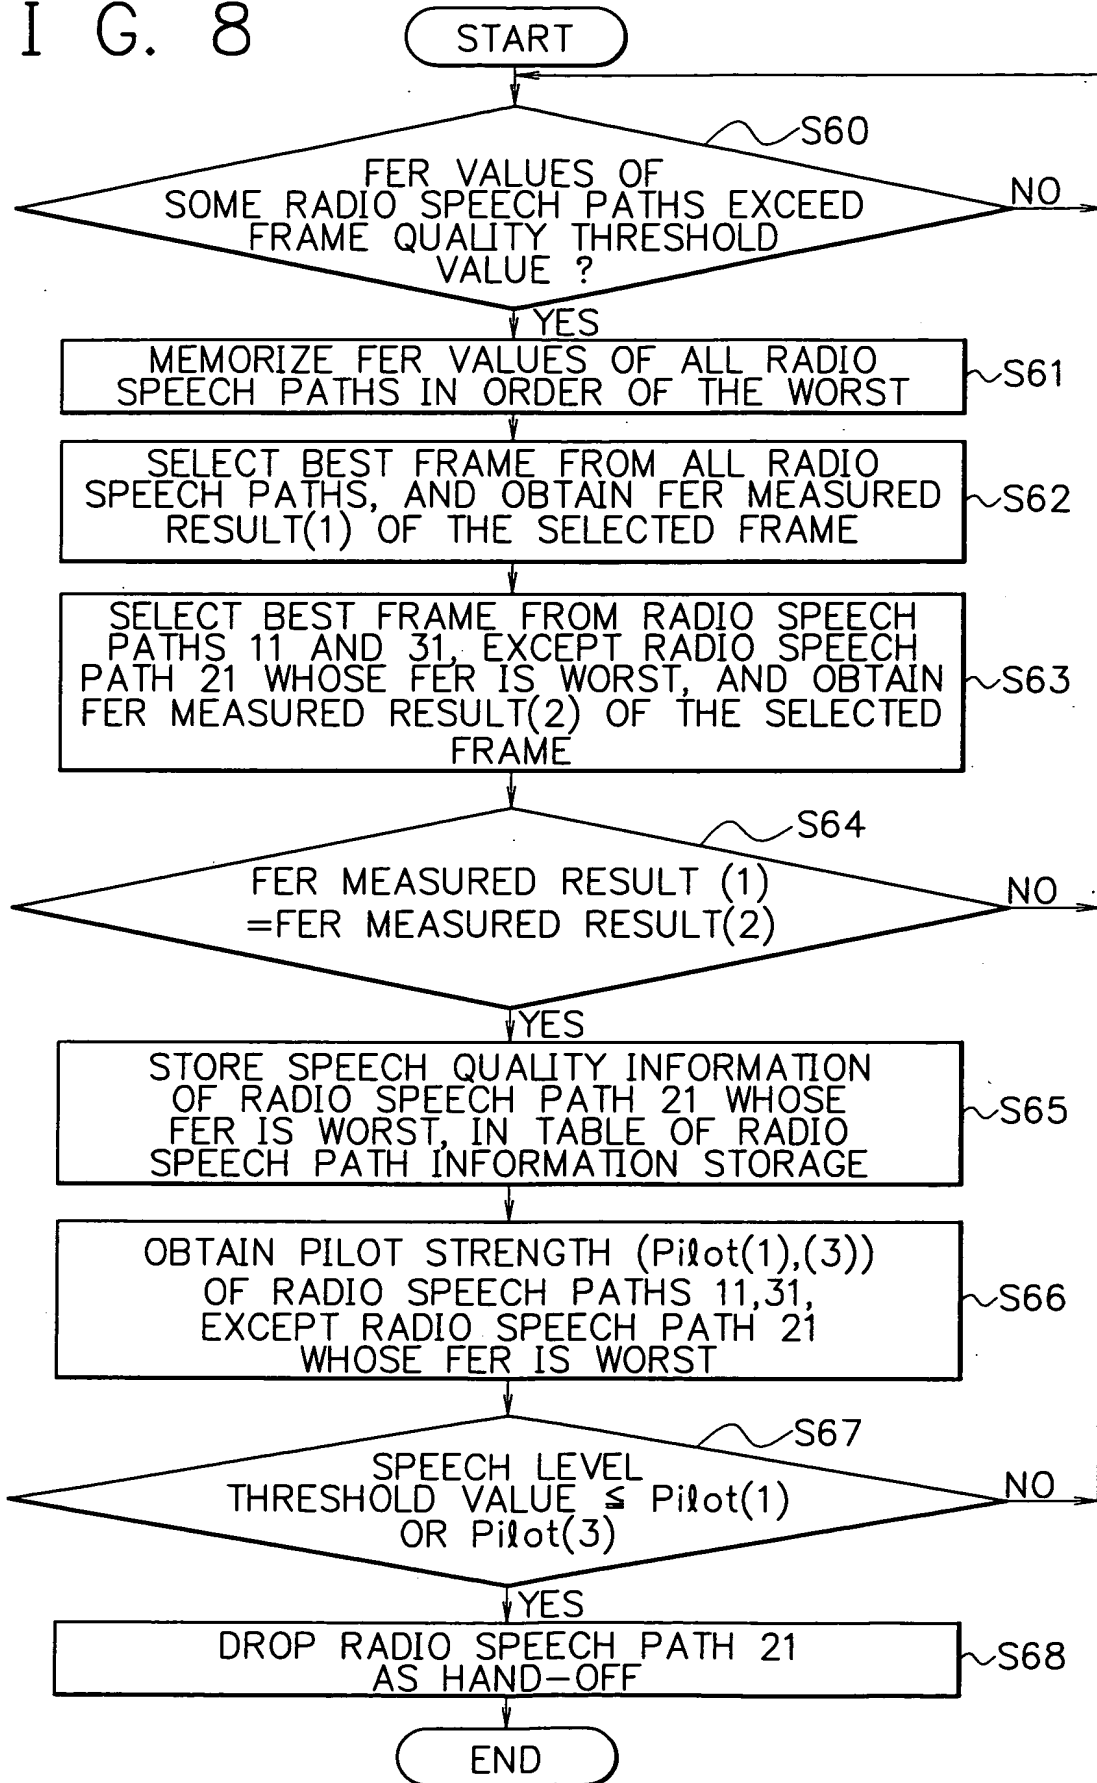 I G. 8
START
S60
FER VALUES OF
SOME RADIO SPEECH PATHS EXCEED
FRAME QUALITY THRESHOLD
VALUE ?
NO
YES
MEMORIZE FER VALUES OF ALL RADIO
SPEECH PATHS IN ORDER OF THE WORST
S61
SELECT BEST FRAME FROM ALL RADIO
SPEECH PATHS, AND OBTAIN FER MEASURED
RESULT(1) OF THE SELECTED FRAME
S62
SELECT BEST FRAME FROM RADIO SPEECH
PATHS 11 AND 31, EXCEPT RADIO SPEECH
PATH 21 WHOSE FER IS WORST, AND OBTAIN
FER MEASURED RESULT(2) OF THE SELECTED
FRAME
S63
S64
FER MEASURED RESULT (1)
=FER MEASURED RESULT(2)
NO
YES
STORE SPEECH QUALITY INFORMATION
OF RADIO SPEECH PATH 21 WHOSE
FER IS WORST, IN TABLE OF RADIO
SPEECH PATH INFORMATION STORAGE
S65
OBTAIN PILOT STRENGTH (Pilot(1),(3))
OF RADIO SPEECH PATHS 11,31,
EXCEPT RADIO SPEECH PATH 21
WHOSE FER IS WORST
S66
S67
SPEECH LEVEL
THRESHOLD VALUE ≦ Pilot(1)
OR Pilot(3)
NO
YES
DROP RADIO SPEECH PATH 21
AS HAND-OFF
S68
END